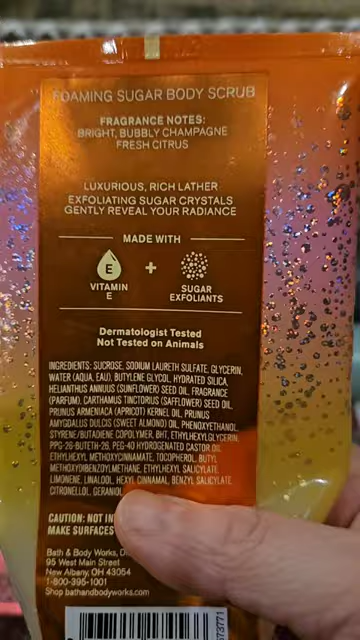 FOAMING SUGAR BODY SCRUB
FRAGRANCE NOTES:
BRIGHT, BUBBLY CHAMPAGNE
FRESH CITRUS
LUXURIOUS, RICH LATHER
EXFOLIATING SUGAR CRYSTALS
GENTLY REVEAL YOUR RADIANCE
MADE WITH
E
+
VITAMIN
E
SUGAR
EXFOLIANTS
Dermatologist Tested
Not Tested on Animals
INGREDIENTS: SUCROSE, SODIUM LAURETH SULFATE, GLYCERIN,
WATER (AQUA, EAU), BUTYLENE GLYCOL, HYDRATED SILICA,
HELIANTHUS ANNUUS (SUNFLOWER) SEED OIL, FRAGRANCE
(PARFUM), CARTHAMUS TINCTORIUS (SAFFLOWER) SEED OIL,
PRUNUS ARMENIACA (APRICOT) KERNEL OIL, PRUNUS
AMYGDALUS DULCIS (SWEET ALMOND) OIL, PHENOXYETHANOL,
STYRENE/BUTADIENE COPOLYMER, BHT, ETHYLHEXYLGLYCERIN,
PPG-26-BUTETH-26, PEG-40 HYDROGENATED CASTOR OIL,
ETHYLHEXYL METHOXYCINNAMATE, TOCOPHEROL, BUTYL
METHOXYDIBENZOYLMETHANE, ETHYLHEXYL SALICYLATE,
LIMONENE, LINALOOL, HEXYL CINNAMAL, BENZYL SALICYLATE,
CITRONELLOL, GERANIOL
CAUTION: NOT IN
MAKE SURFACES
Bath & Body Works, D
95 West Main Street
New Albany, OH 43054
1-800-395-1001
Shop bathandbodyworks.com